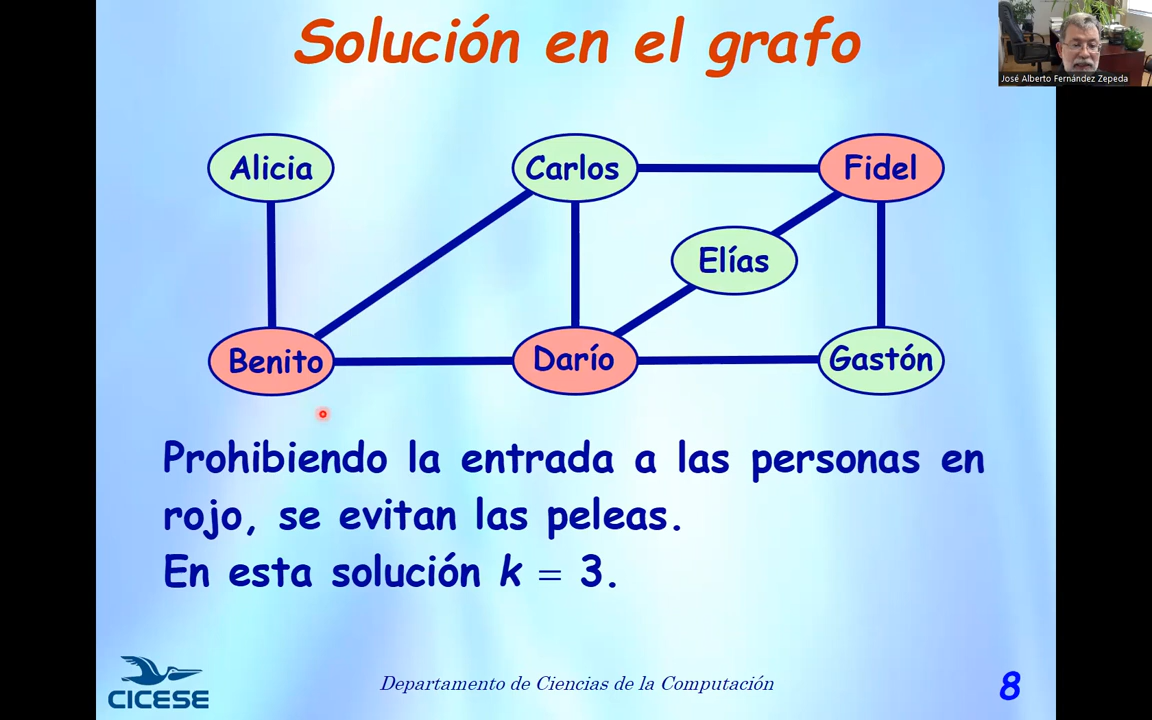 Solución en el grafo
José Alberto Fernández Zepeda
Alicia
Carlos
Fidel
Elías
Benito
Darío
Gastón
Prohibiendo la entrada a las personas en
rojo, se evitan las peleas.
En esta solución k = 3.
CICESE
Departamento de Ciencias de la Computación
8